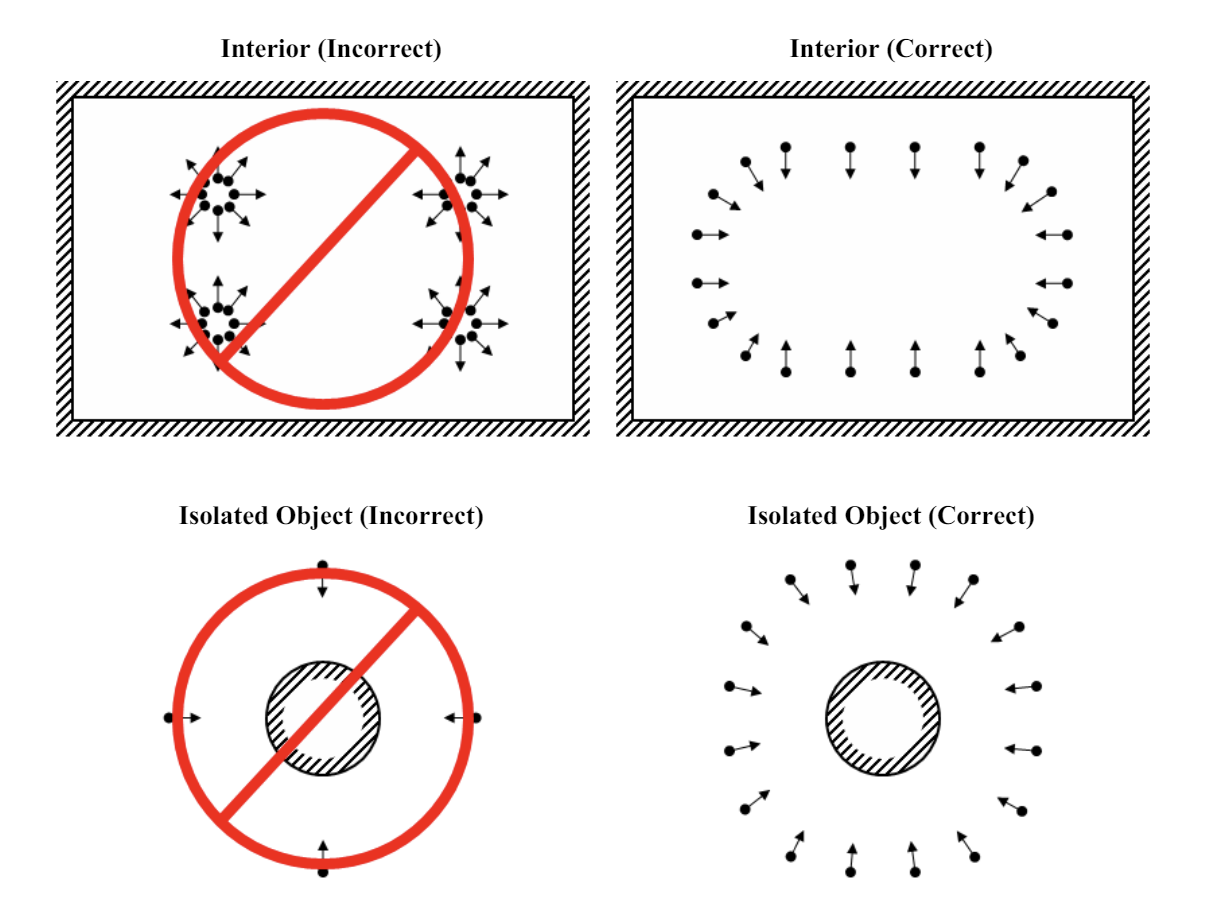 Interior (Incorrect)
Interior (Correct)
Isolated Object (Incorrect)
Isolated Object (Correct)